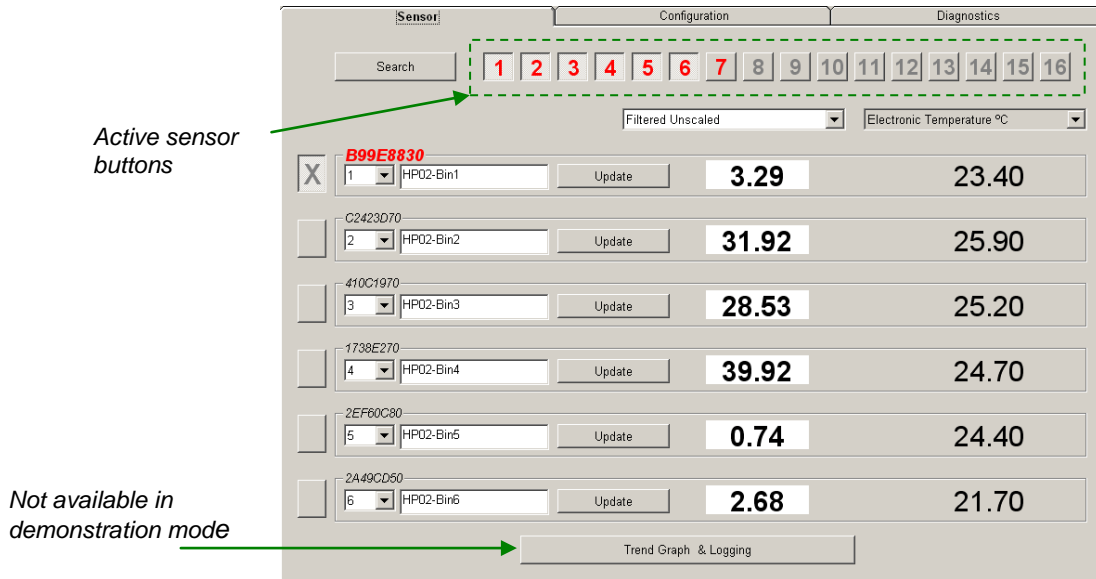 Sensor Configuration Diagnostics
Search 1 2 3 4 5 6 7 8 9 10 11 12 13 14 15 16
Filtered Unscaled Electronic Temperature ºC
Active sensor
buttons
B99E8830
X 1 HP02-Bin1 Update 3.29 23.40
C2423D70
2 HP02-Bin2 Update 31.92 25.90
410C1970
3 HP02-Bin3 Update 28.53 25.20
1738E270
4 HP02-Bin4 Update 39.92 24.70
2EF60C80
5 HP02-Bin5 Update 0.74 24.40
2A49CD50
6 HP02-Bin6 Update 2.68 21.70
Not available in
demonstration mode
Trend Graph & Logging